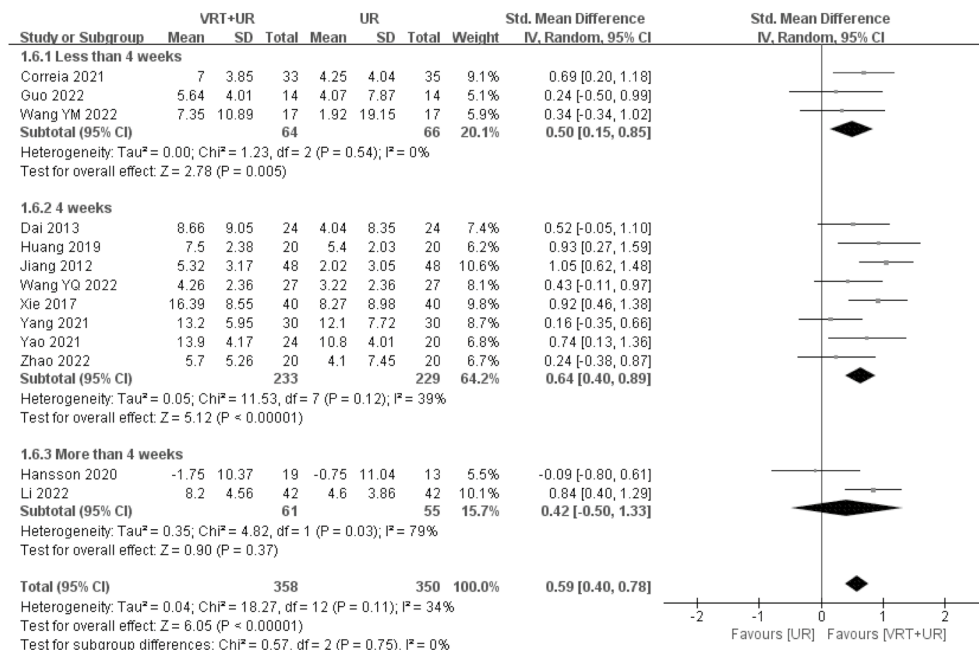 VRT+UR UR Std. Mean Difference Std. Mean Difference
Study or Subgroup Mean SD Total Mean SD Total Weight IV, Random, 95% CI IV, Random, 95% CI
1.6.1 Less than 4 weeks
Correia 2021 7 3.85 33 4.25 4.04 35 9.1% 0.69 [0.20, 1.18]
Guo 2022 5.64 4.01 14 4.07 7.87 14 5.1% 0.24 [-0.50, 0.99]
Wang YM 2022 7.35 10.89 17 1.92 19.15 17 5.9% 0.34 [-0.34, 1.02]
Subtotal (95% CI) 64 66 20.1% 0.50 [0.15, 0.85]
Heterogeneity: Tau² = 0.00; Chi² = 1.23, df = 2 (P = 0.54); I² = 0%
Test for overall effect: Z = 2.78 (P = 0.005)
1.6.2 4 weeks
Dai 2013 8.66 9.05 24 4.04 8.35 24 7.4% 0.52 [-0.05, 1.10]
Huang 2019 7.5 2.38 20 5.4 2.03 20 6.2% 0.93 [0.27, 1.59]
Jiang 2012 5.32 3.17 48 2.02 3.05 48 10.6% 1.05 [0.62, 1.48]
Wang YQ 2022 4.26 2.36 27 3.22 2.36 27 8.1% 0.43 [-0.11, 0.97]
Xie 2017 16.39 8.55 40 8.27 8.98 40 9.8% 0.92 [0.46, 1.38]
Yang 2021 13.2 5.95 30 12.1 7.72 30 8.7% 0.16 [-0.35, 0.66]
Yao 2021 13.9 4.17 24 10.8 4.01 20 6.8% 0.74 [0.13, 1.36]
Zhao 2022 5.7 5.26 20 4.1 7.45 20 6.7% 0.24 [-0.38, 0.87]
Subtotal (95% CI) 233 229 64.2% 0.64 [0.40, 0.89]
Heterogeneity: Tau² = 0.05; Chi² = 11.53, df = 7 (P = 0.12); I² = 39%
Test for overall effect: Z = 5.12 (P < 0.00001)
1.6.3 More than 4 weeks
Hansson 2020 -1.75 10.37 19 -0.75 11.04 13 5.5% -0.09 [-0.80, 0.61]
Li 2022 8.2 4.56 42 4.6 3.86 42 10.1% 0.84 [0.40, 1.29]
Subtotal (95% CI) 61 55 15.7% 0.42 [-0.50, 1.33]
Heterogeneity: Tau² = 0.35; Chi² = 4.82, df = 1 (P = 0.03); I² = 79%
Test for overall effect: Z = 0.90 (P = 0.37)
Total (95% CI) 358 350 100.0% 0.59 [0.40, 0.78]
Heterogeneity: Tau² = 0.04; Chi² = 18.27, df = 12 (P = 0.11); I² = 34%
Test for overall effect: Z = 6.05 (P < 0.00001)
Test for subgroup differences: Chi² = 0.57, df = 2 (P = 0.75), I² = 0%
-2 -1 0 1 2
Favours [UR] Favours [VRT+UR]